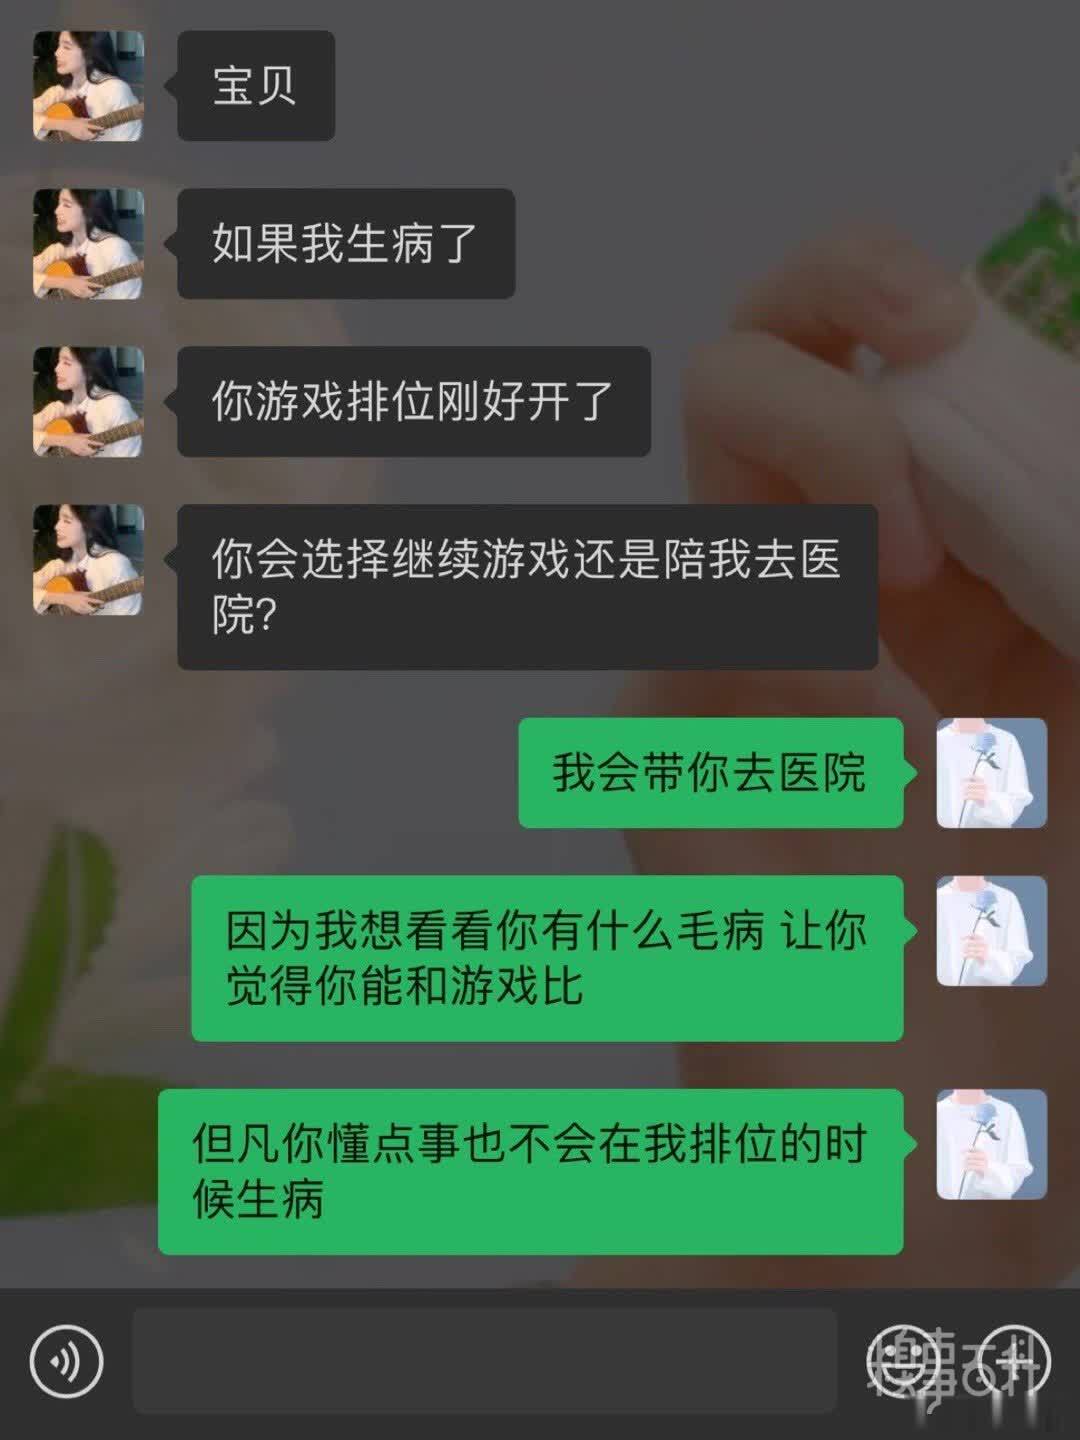 宝贝
如果我生病了
你游戏排位刚好开了
你会选择继续游戏还是陪我去医
院?
我会带你去医院
因为我想看看你有什么毛病 让你
觉得你能和游戏比
但凡你懂点事也不会在我排位的时
候生病
糗事百科